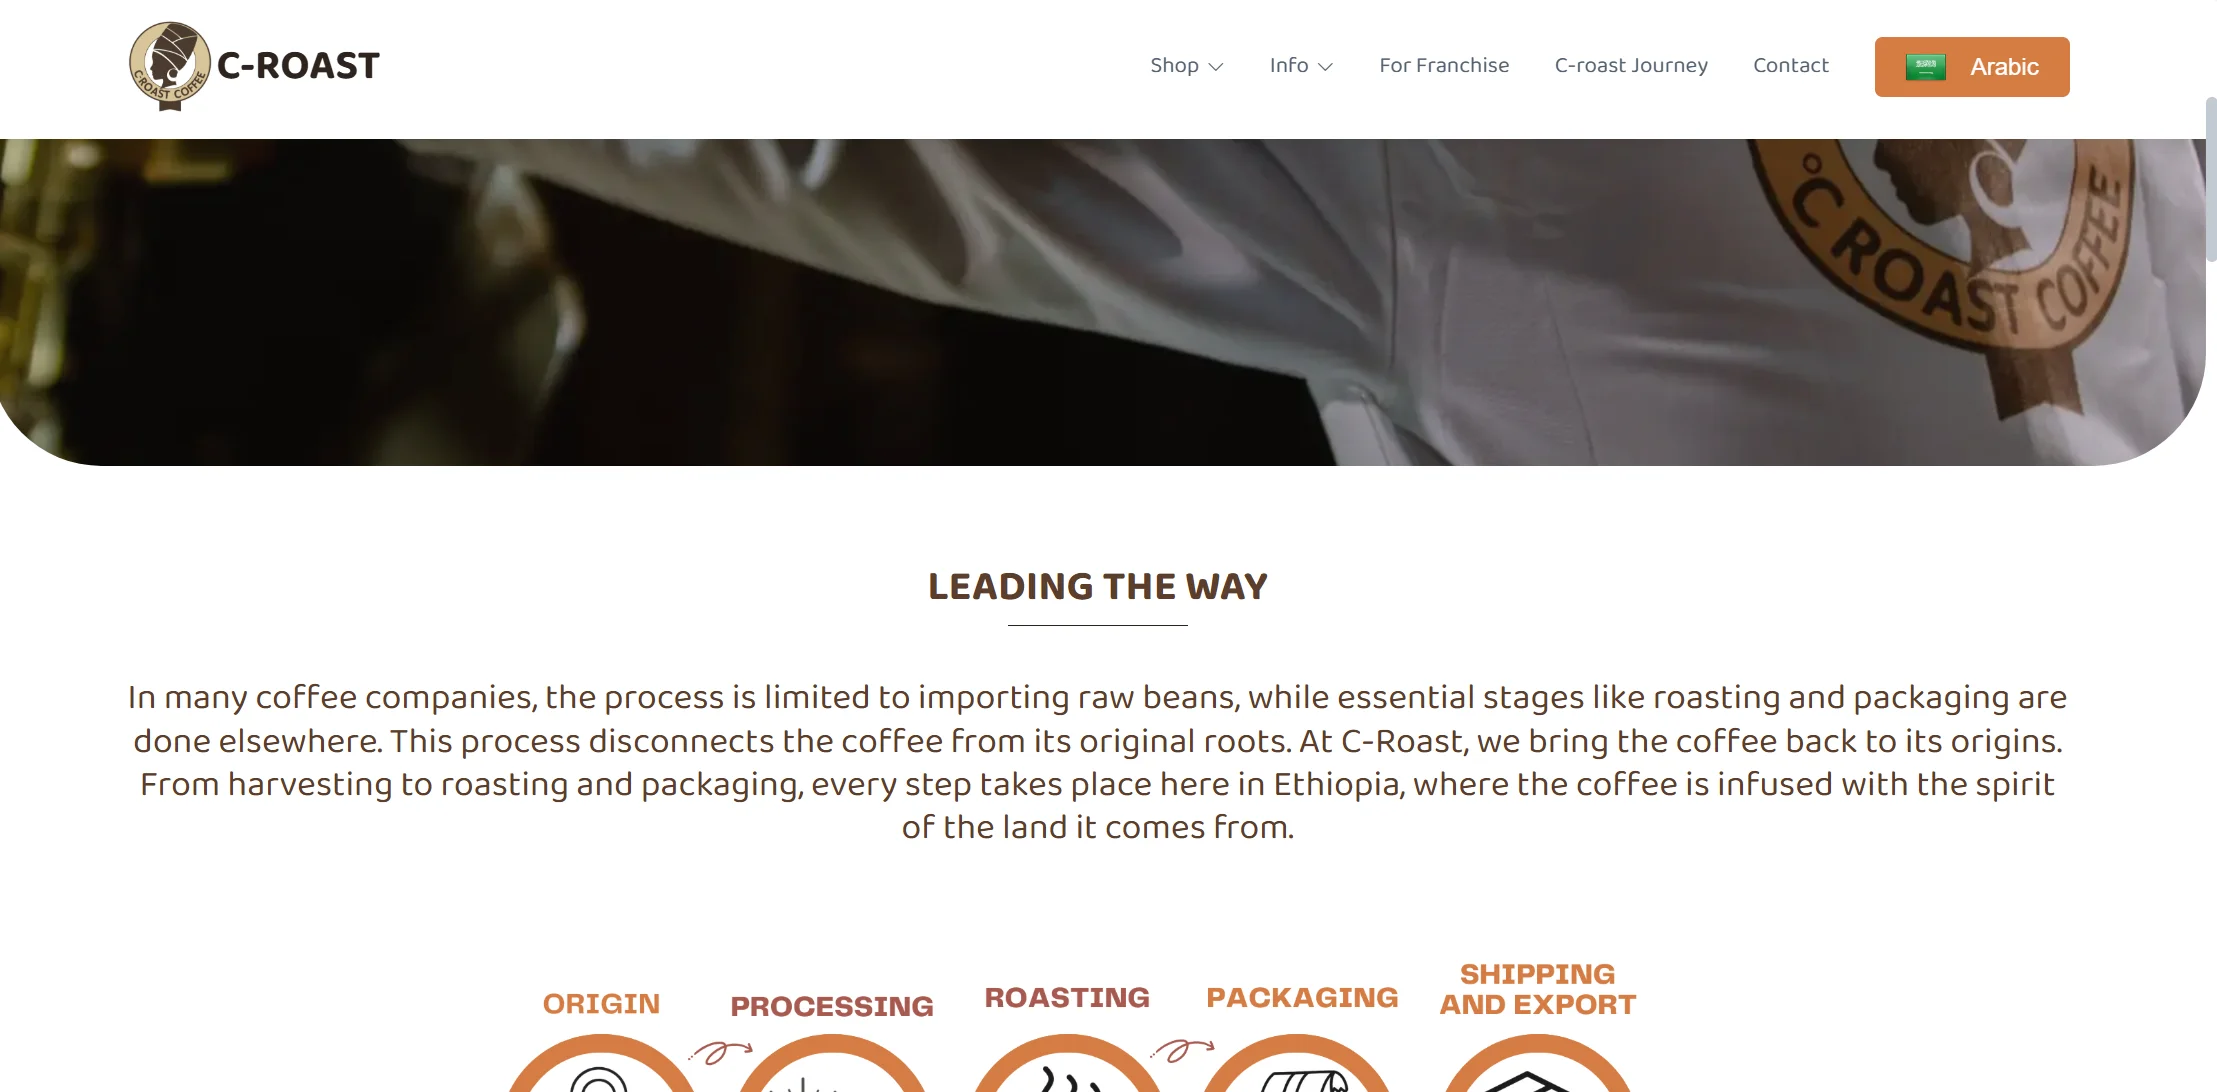 C-ROAST COFFEE
C-ROAST
Shop
Info
For Franchise
C-roast Journey
Contact
Arabic
C ROAST COFFEE
LEADING THE WAY
In many coffee companies, the process is limited to importing raw beans, while essential stages like roasting and packaging are
done elsewhere. This process disconnects the coffee from its original roots. At C-Roast, we bring the coffee back to its origins.
From harvesting to roasting and packaging, every step takes place here in Ethiopia, where the coffee is infused with the spirit
of the land it comes from.
ORIGIN
PROCESSING
ROASTING
PACKAGING
SHIPPING
AND EXPORT